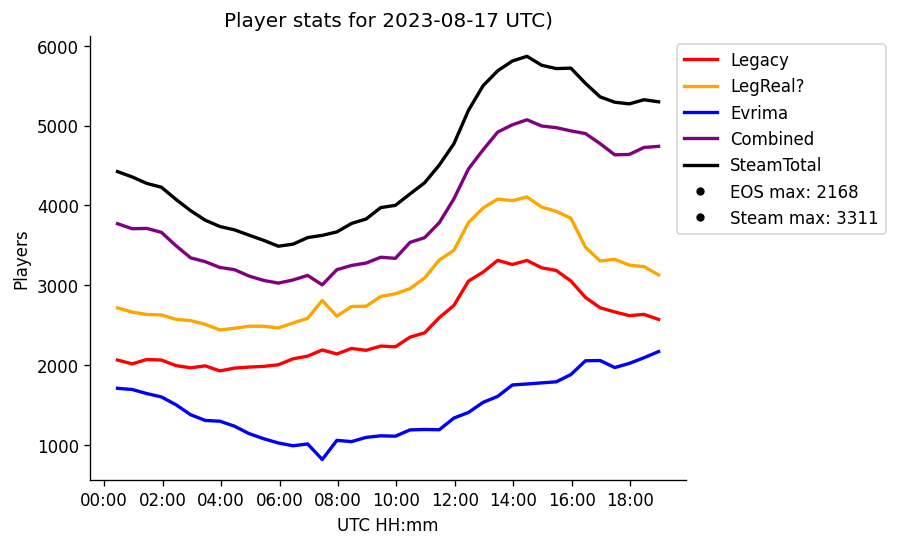 Player stats for 2023-08-17 UTC)
6000
5000
4000
3000
2000
1000
Players
00:00 02:00 04:00 06:00 08:00 10:00 12:00 14:00 16:00 18:00
UTC HH:mm
Legacy
LegReal?
Evrima
Combined
SteamTotal
EOS max: 2168
Steam max: 3311